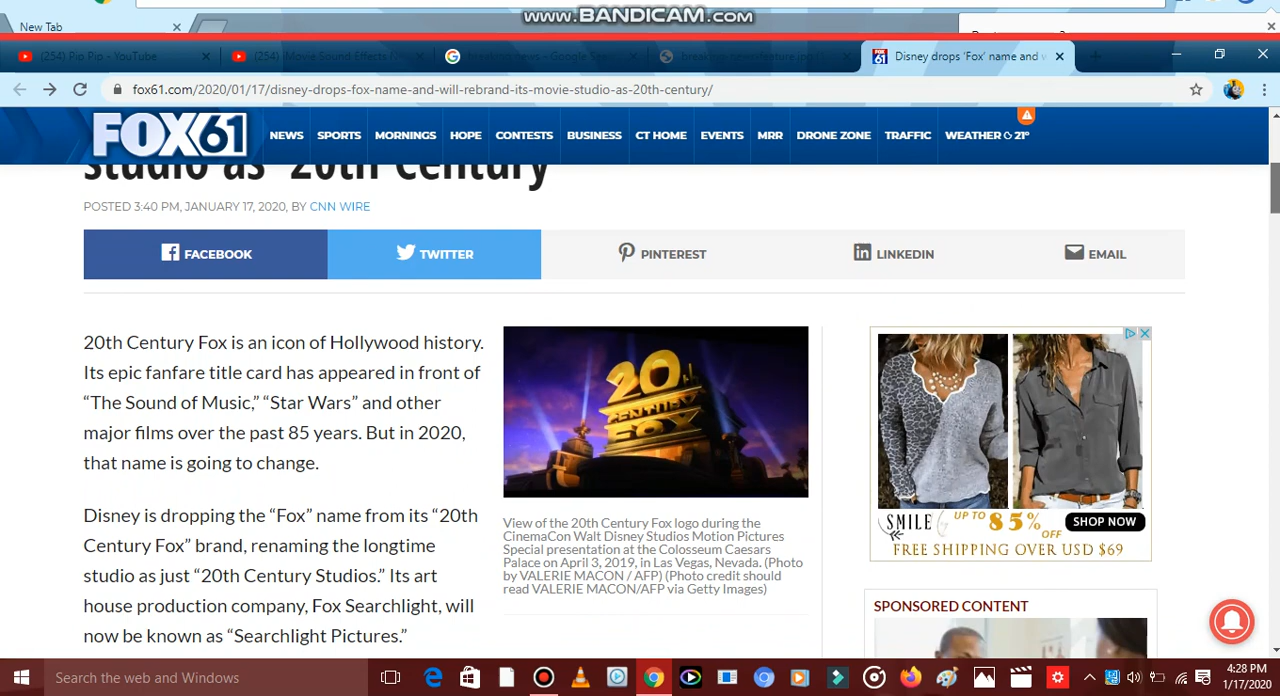 www.BANDICAM.com
New Tab
(254) Pio Pip - YouTube
(254) Movie Sound Effects
Disney drops 'Fox' name and w
fox61.com/2020/01/17/disney-drops-fox-name-and-will-rebrand-its-movie-studio-as-20th-century/
FOX61
NEWS SPORTS MORNINGS HOPE CONTESTS BUSINESS CT HOME EVENTS MRR DRONE ZONE TRAFFIC WEATHER 21°
studio as '20th Century'
POSTED 3:40 PM, JANUARY 17, 2020, BY CNN WIRE
FACEBOOK TWITTER PINTEREST LINKEDIN EMAIL
20th Century Fox is an icon of Hollywood history.
Its epic fanfare title card has appeared in front of
“The Sound of Music,” “Star Wars” and other
major films over the past 85 years. But in 2020,
that name is going to change.
Disney is dropping the “Fox” name from its “20th
Century Fox” brand, renaming the longtime
studio as just “20th Century Studios.” Its art
house production company, Fox Searchlight, will
now be known as “Searchlight Pictures.”
20TH
CENTURY
FOX
View of the 20th Century Fox logo during the
CinemaCon Walt Disney Studios Motion Pictures
Special presentation at the Colosseum Caesars
Palace on April 3, 2019, in Las Vegas, Nevada. (Photo
by VALERIE MACON / AFP) (Photo credit should
read VALERIE MACON/AFP via Getty Images)
SMILE UP TO 85% OFF SHOP NOW
FREE SHIPPING OVER USD $69
SPONSORED CONTENT
Search the web and Windows
4:28 PM
1/17/2020